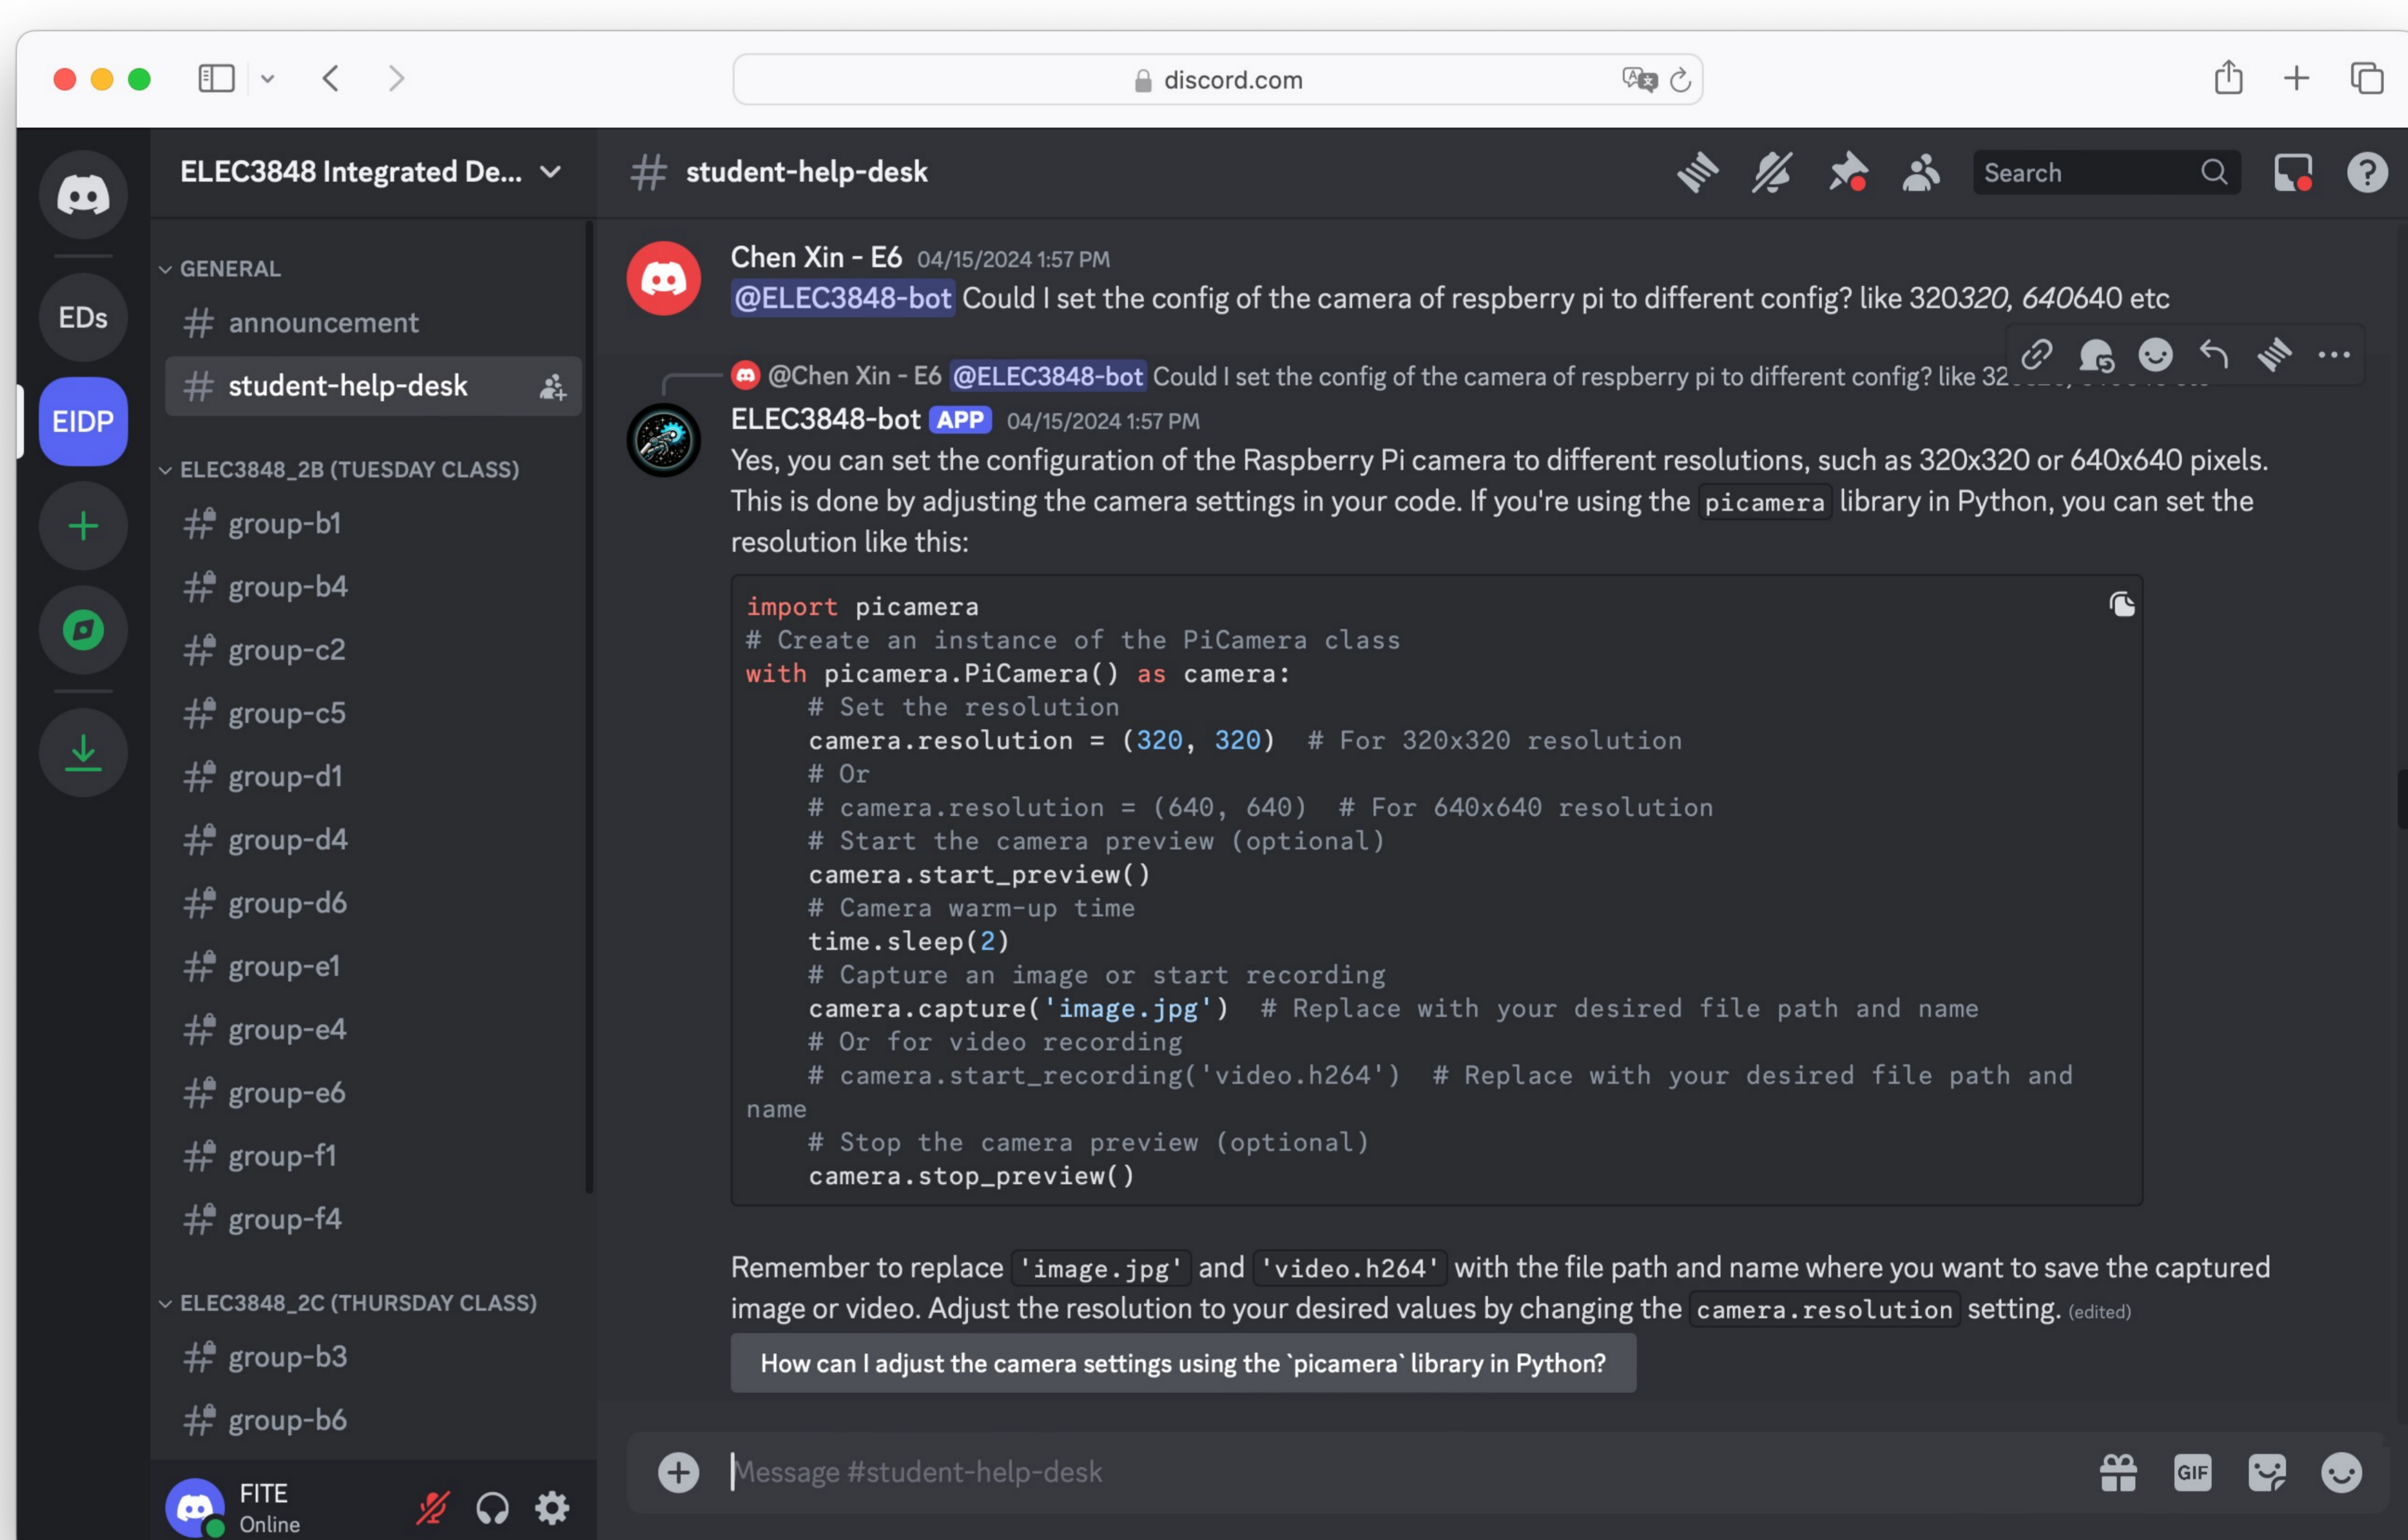 discord.com
EDs
EIDP
ELEC3848 Integrated De...
GENERAL
# announcement
# student-help-desk
ELEC3848_2B (TUESDAY CLASS)
# group-b1
# group-b4
# group-c2
# group-c5
# group-d1
# group-d4
# group-d6
# group-e1
# group-e4
# group-e6
# group-f1
# group-f4
ELEC3848_2C (THURSDAY CLASS)
# group-b3
# group-b6
FITE
Online
# student-help-desk
Search
Chen Xin - E6 04/15/2024 1:57 PM
@ELEC3848-bot Could I set the config of the camera of respberry pi to different config? like 320320, 640640 etc
@Chen Xin - E6 @ELEC3848-bot Could I set the config of the camera of respberry pi to different config? like
ELEC3848-bot APP 04/15/2024 1:57 PM
Yes, you can set the configuration of the Raspberry Pi camera to different resolutions, such as 320x320 or 640x640 pixels.
This is done by adjusting the camera settings in your code. If you're using the picamera library in Python, you can set the
resolution like this:
import picamera
# Create an instance of the PiCamera class
with picamera.PiCamera() as camera:
    # Set the resolution
    camera.resolution = (320, 320)  # For 320x320 resolution
    # Or
    # camera.resolution = (640, 640)  # For 640x640 resolution
    # Start the camera preview (optional)
    camera.start_preview()
    # Camera warm-up time
    time.sleep(2)
    # Capture an image or start recording
    camera.capture('image.jpg')  # Replace with your desired file path and name
    # Or for video recording
    # camera.start_recording('video.h264')  # Replace with your desired file path and
name
    # Stop the camera preview (optional)
    camera.stop_preview()
Remember to replace 'image.jpg' and 'video.h264' with the file path and name where you want to save the captured
image or video. Adjust the resolution to your desired values by changing the camera.resolution setting. (edited)
How can I adjust the camera settings using the `picamera` library in Python?
Message #student-help-desk
GIF